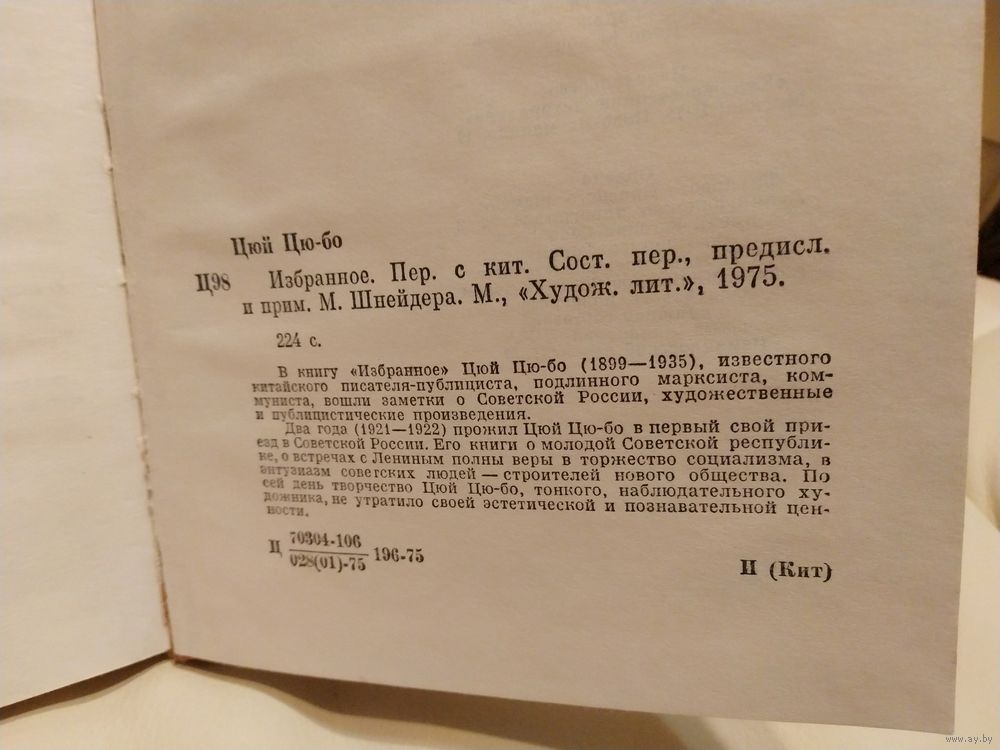 Цюй Цю-бо
Ц98 Избранное. Пер. с кит. Сост. пер., предисл.
и прим. М. Шнейдера. М., «Худож. лит.», 1975.
224 с.
В книгу «Избранное» Цюй Цю-бо (1899—1935), известного
китайского писателя-публициста, подлинного марксиста, ком-
муниста, вошли заметки о Советской России, художественные
и публицистические произведения.
Два года (1921—1922) прожил Цюй Цю-бо в первый свой при-
езд в Советской России. Его книги о молодой Советской республи-
ке, о встречах с Лениным полны веры в торжество социализма, в
энтузиазм советских людей — строителей нового общества. По
сей день творчество Цюй Цю-бо, тонкого, наблюдательного ху-
дожника, не утратило своей эстетической и познавательной цен-
ности.
70304-106
Ц 028(01)-75 196-75
И (Кит)
www.ay.by